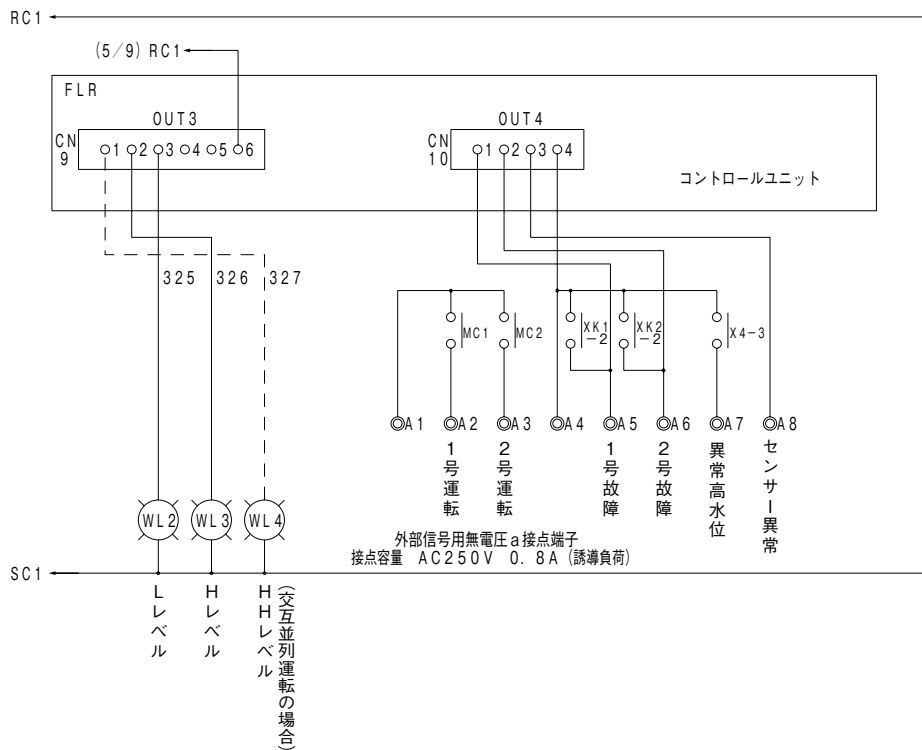 RC1
(5/9) RC1
FLR
OUT3
CN
9
1 2 3 4 5 6
OUT4
CN
10
1 2 3 4
コントロールユニット
325
326
327
MC1
MC2
XK1
-2
XK2
-2
X4-3
A1
A2
A3
A4
A5
A6
A7
A8
1号運転
2号運転
1号故障
2号故障
異常高水位
センサー異常
WL2
WL3
WL4
外部信号用無電圧a接点端子
接点容量 AC250V 0.8A (誘導負荷)
SC1
Lレベル
Hレベル
HHレベル
(交互並列運転の場合)